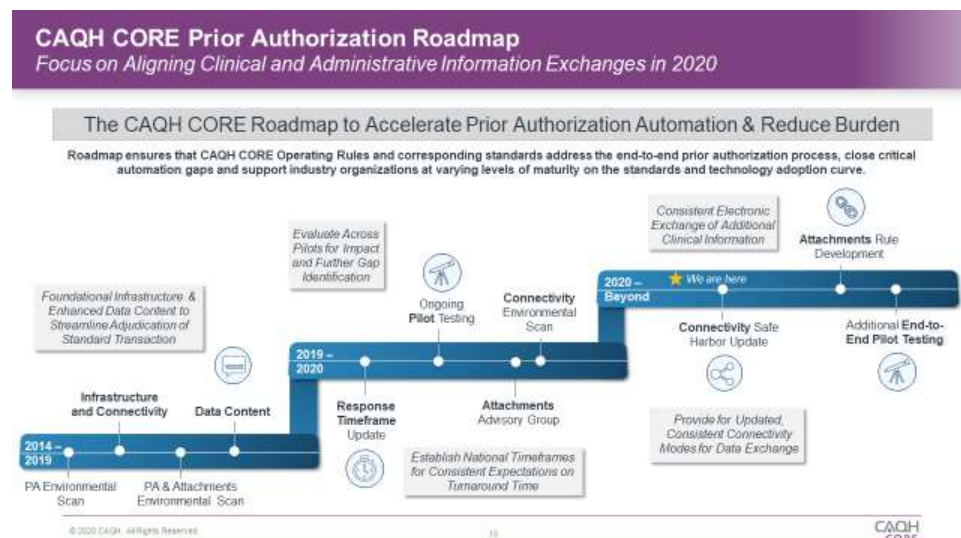 CAQH CORE Prior Authorization Roadmap
Focus on Aligning Clinical and Administrative Information Exchanges in 2020
The CAQH CORE Roadmap to Accelerate Prior Authorization Automation & Reduce Burden
Roadmap ensures that CAQH CORE Operating Rules and corresponding standards address the end-to-end prior authorization process, close critical
automation gaps and support industry organizations at varying levels of maturity on the standards and technology adoption curve.
Foundational Infrastructure &
Enhanced Data Content to
Streamline Adjudication of
Standard Transaction
Infrastructure
and Connectivity
Data Content
2014 –
2019
PA Environmental
Scan
PA & Attachments
Environmental Scan
Evaluate Across
Pilots for Impact
and Further Gap
Identification
Ongoing
Pilot Testing
Connectivity
Environmental
Scan
2019 –
2020
Response
Timeframe
Update
Attachments
Advisory Group
Establish National Timeframes
for Consistent Expectations on
Turnaround Time
Consistent Electronic
Exchange of Additional
Clinical Information
Attachments Rule
Development
2020 –
Beyond
We are here
Connectivity Safe
Harbor Update
Additional End-to-
End Pilot Testing
Provide for Updated,
Consistent Connectivity
Modes for Data Exchange
© 2020 CAQH, All Rights Reserved.
CAQH
CORE